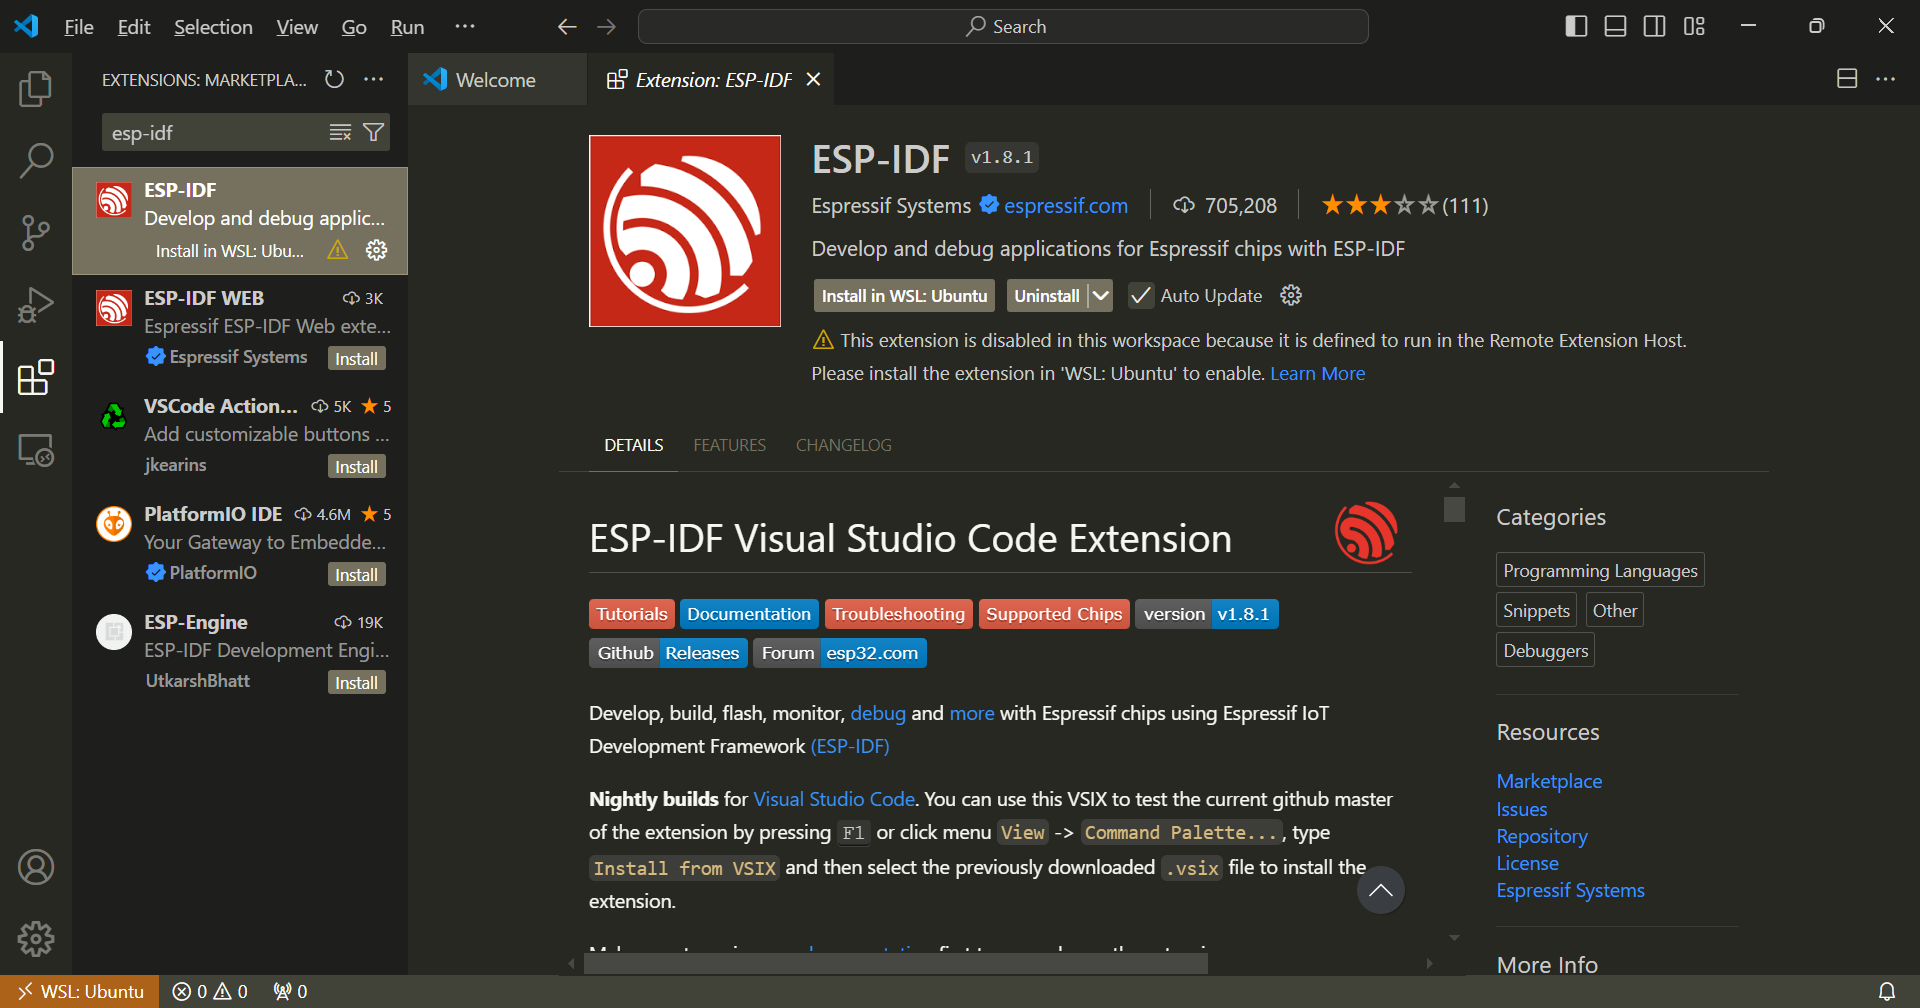 File Edit Selection View Go Run ···
Search
EXTENSIONS: MARKETPLA...
Welcome
Extension: ESP-IDF
esp-idf
ESP-IDF
Develop and debug applic...
Install in WSL: Ubu...
ESP-IDF WEB 3K
Espressif ESP-IDF Web exte...
Espressif Systems Install
VSCode Action... 5K 5
Add customizable buttons ...
jkearins Install
PlatformIO IDE 4.6M 5
Your Gateway to Embedde...
PlatformIO Install
ESP-Engine 19K
ESP-IDF Development Engi...
UtkarshBhatt Install
ESP-IDF v1.8.1
Espressif Systems espressif.com 705,208 (111)
Develop and debug applications for Espressif chips with ESP-IDF
Install in WSL: Ubuntu Uninstall Auto Update
This extension is disabled in this workspace because it is defined to run in the Remote Extension Host.
Please install the extension in 'WSL: Ubuntu' to enable. Learn More
DETAILS FEATURES CHANGELOG
ESP-IDF Visual Studio Code Extension
Tutorials Documentation Troubleshooting Supported Chips version v1.8.1
Github Releases Forum esp32.com
Develop, build, flash, monitor, debug and more with Espressif chips using Espressif IoT
Development Framework (ESP-IDF)
Nightly builds for Visual Studio Code. You can use this VSIX to test the current github master
of the extension by pressing F1 or click menu View -> Command Palette..., type
Install from VSIX and then select the previously downloaded .vsix file to install the
extension.
Categories
Programming Languages
Snippets Other
Debuggers
Resources
Marketplace
Issues
Repository
License
Espressif Systems
More Info
WSL: Ubuntu 0 0 0